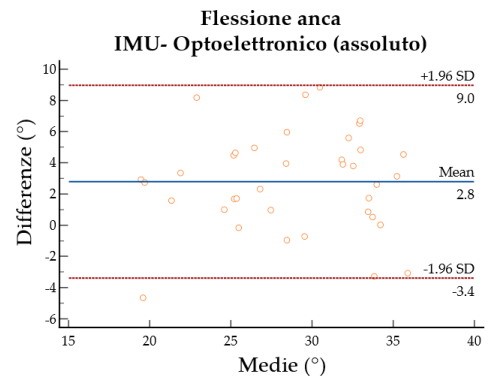 Flessione anca
IMU- Optoelettronico (assoluto)
Differenze (°)
10
8
6
4
2
0
-2
-4
-6
+1.96 SD
9.0
Mean
2.8
-1.96 SD
-3.4
15
20
25
30
35
40
Medie (°)